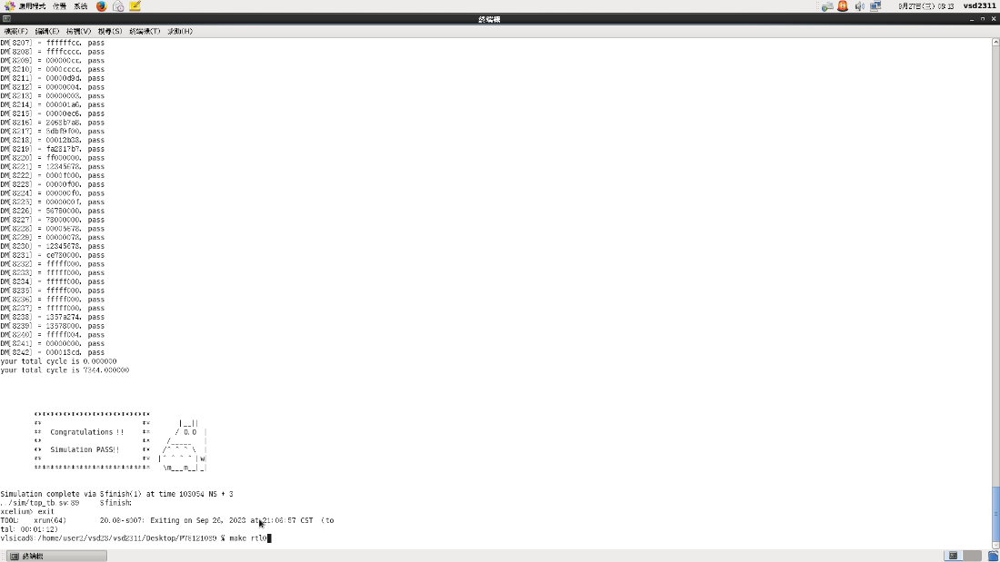 應用程式 位置 系統 9月27日(三) 05:13 vsd2311
終端機
檔案(F) 編輯(E) 檢視(V) 搜尋(S) 終端機(T) 求助(H)
DM[8207] = ffffffcc, pass
DM[8208] = ffffcccc, pass
DM[8209] = 000000cc, pass
DM[8210] = 0000cccc, pass
DM[8211] = 00000d9d, pass
DM[8212] = 00000004, pass
DM[8213] = 00000003, pass
DM[8214] = 000001a6, pass
DM[8215] = 00000ec6, pass
DM[8216] = 2468b7a8, pass
DM[8217] = 5dbf9f00, pass
DM[8218] = 00012b38, pass
DM[8219] = fa2817b7, pass
DM[8220] = ff000000, pass
DM[8221] = 12345678, pass
DM[8222] = 0000f000, pass
DM[8223] = 00000f00, pass
DM[8224] = 000000f0, pass
DM[8225] = 0000000f, pass
DM[8226] = 56780000, pass
DM[8227] = 78000000, pass
DM[8228] = 00005678, pass
DM[8229] = 00000078, pass
DM[8230] = 12345678, pass
DM[8231] = ce780000, pass
DM[8232] = fffff000, pass
DM[8233] = fffff000, pass
DM[8234] = fffff000, pass
DM[8235] = fffff000, pass
DM[8236] = fffff000, pass
DM[8237] = fffff000, pass
DM[8238] = 1357a274, pass
DM[8239] = 13578000, pass
DM[8240] = fffff004, pass
DM[8241] = 00000000, pass
DM[8242] = 000013cd, pass
your total cycle is 0.000000
your total cycle is 7344.000000
****************************
** ** |__||
** Congratulations !! ** / O.O |
** ** /_____ |
** Simulation PASS!! ** /^ ^ ^ \ |
** ** |^ ^ ^ ^ |w|
**************************** \m___m__|_|
Simulation complete via $finish(1) at time 103054 NS + 3
../sim/top_tb.sv:89 $finish;
xcelium> exit
TOOL: xrun(64) 20.09-s007: Exiting on Sep 26, 2023 at 21:06:57 CST (to
tal: 00:01:12)
vlsicad6:/home/user2/vsd23/vsd2311/Desktop/P76121089 % make rtl0
終端機